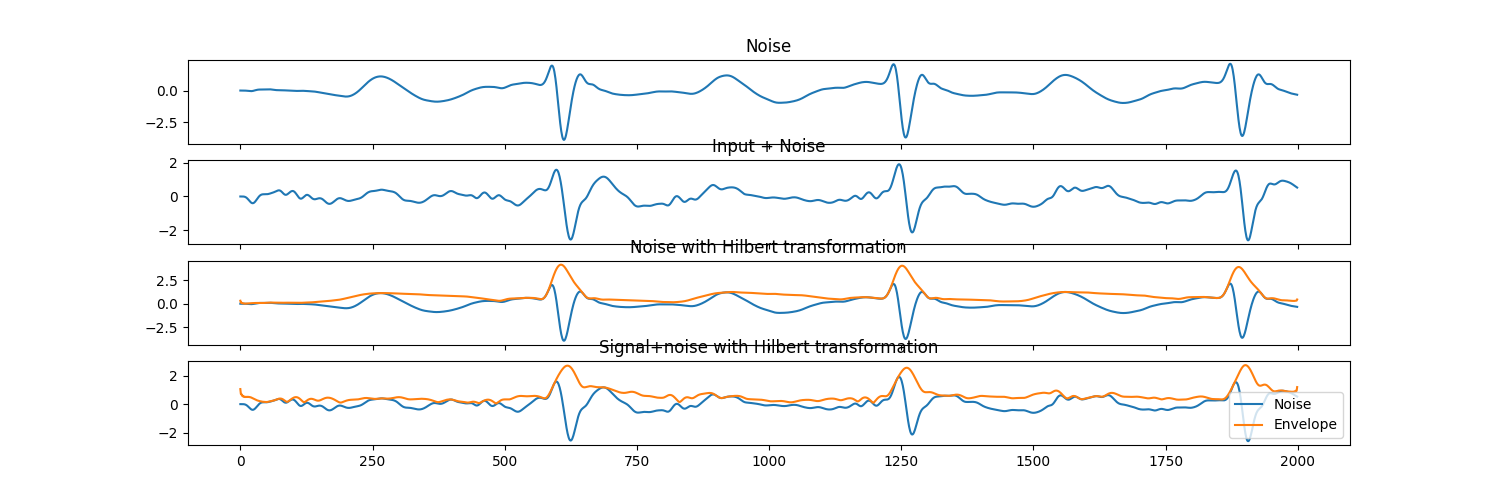 Noise
0.0
−2.5
Input + Noise
2
0
−2
Noise with Hilbert transformation
2.5
0.0
−2.5
Signal+noise with Hilbert transformation
2
0
−2
Noise
Envelope
0 250 500 750 1000 1250 1500 1750 2000